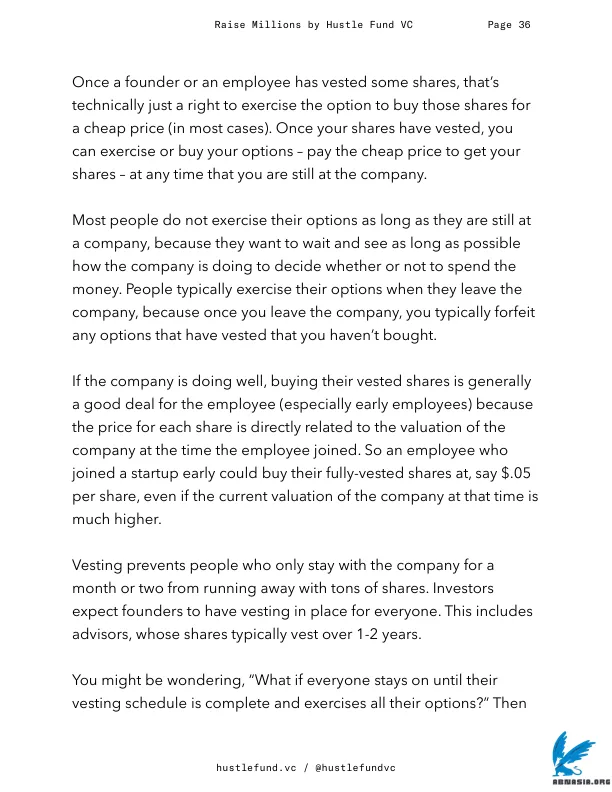 Raise Millions by Hustle Fund VC Page 36
Once a founder or an employee has vested some shares, that’s
technically just a right to exercise the option to buy those shares for
a cheap price (in most cases). Once your shares have vested, you
can exercise or buy your options – pay the cheap price to get your
shares – at any time that you are still at the company.
Most people do not exercise their options as long as they are still at
a company, because they want to wait and see as long as possible
how the company is doing to decide whether or not to spend the
money. People typically exercise their options when they leave the
company, because once you leave the company, you typically forfeit
any options that have vested that you haven’t bought.
If the company is doing well, buying their vested shares is generally
a good deal for the employee (especially early employees) because
the price for each share is directly related to the valuation of the
company at the time the employee joined. So an employee who
joined a startup early could buy their fully-vested shares at, say $.05
per share, even if the current valuation of the company at that time is
much higher.
Vesting prevents people who only stay with the company for a
month or two from running away with tons of shares. Investors
expect founders to have vesting in place for everyone. This includes
advisors, whose shares typically vest over 1-2 years.
You might be wondering, “What if everyone stays on until their
vesting schedule is complete and exercises all their options?” Then
hustlefund.vc / @hustlefundvc
ABNASIA.ORG